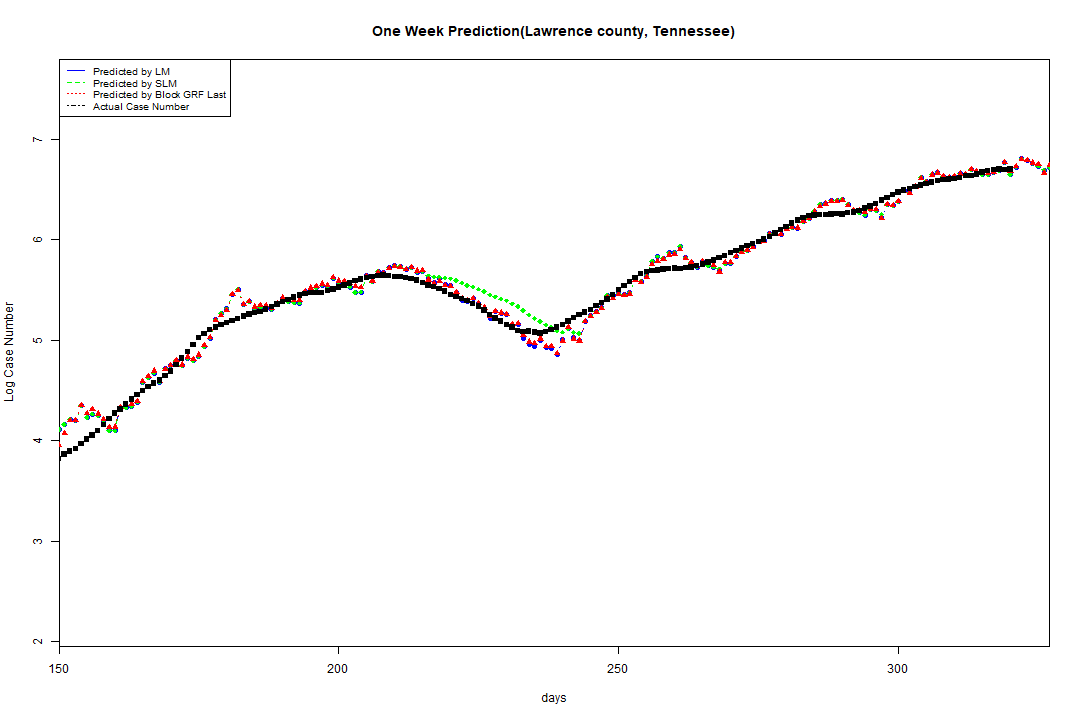 One Week Prediction(Lawrence county, Tennessee)
Predicted by LM
Predicted by SLM
Predicted by Block GRF Last
Actual Case Number
7
6
5
4
3
2
Log Case Number
150 200 250 300
days